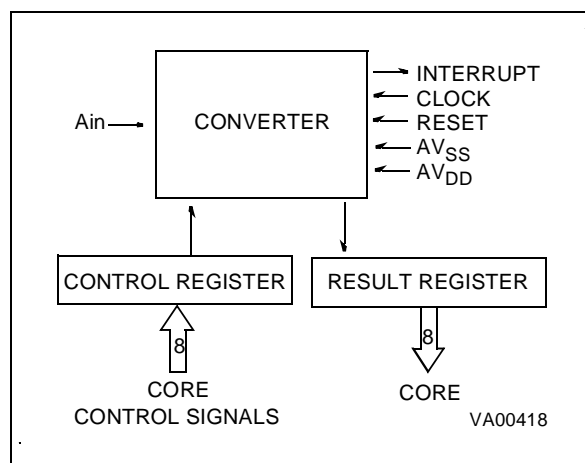 INTERRUPT
CLOCK
Ain
CONVERTER
RESET
AVSS
AVDD
CONTROL REGISTER
RESULT REGISTER
8
8
CORE
CONTROL SIGNALS
CORE
VA00418